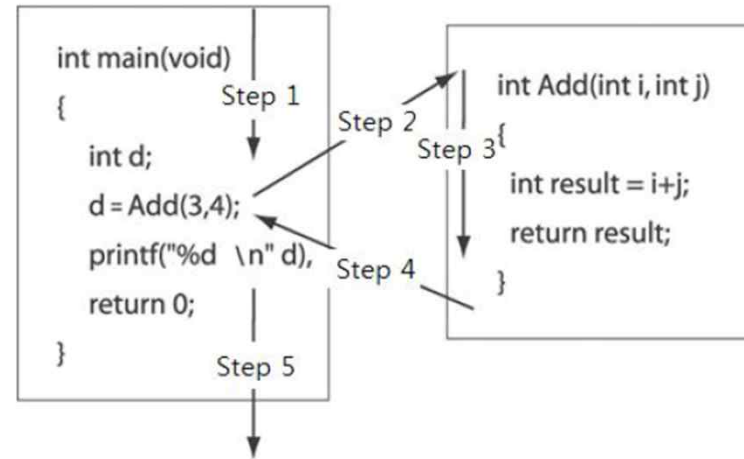 int main(void)
{
Step 1
int d;
d = Add(3,4);
printf("%d \n" d),
return 0;
}
Step 5
Step 2
Step 4
int Add(int i, int j)
Step 3
{
int result = i+j;
return result;
}